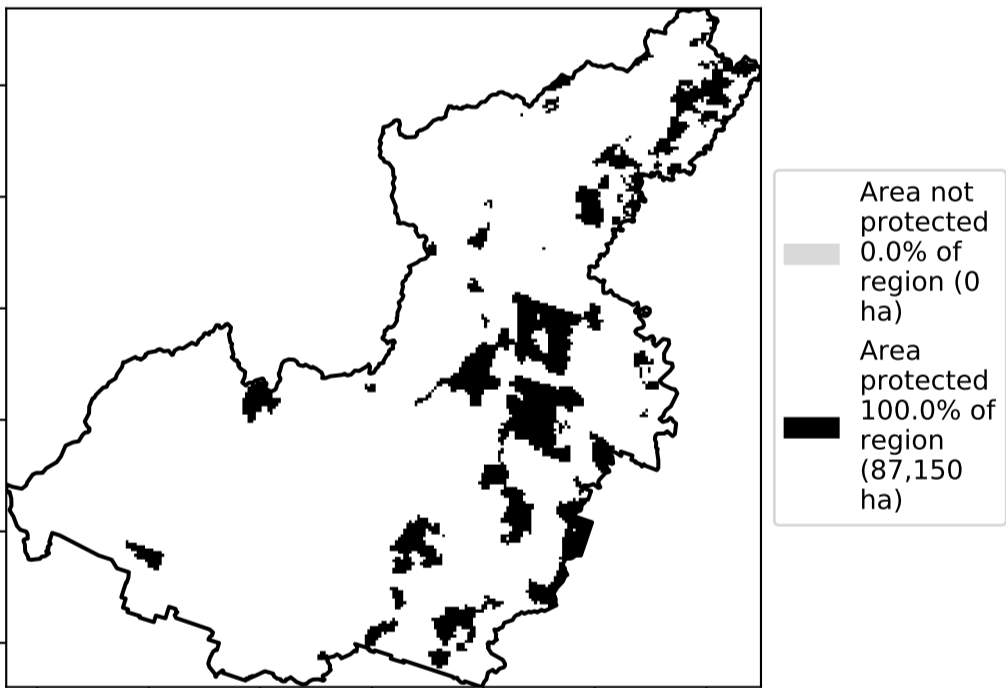 Area not
protected
0.0% of
region (0
ha)
Area
protected
100.0% of
region
(87,150
ha)